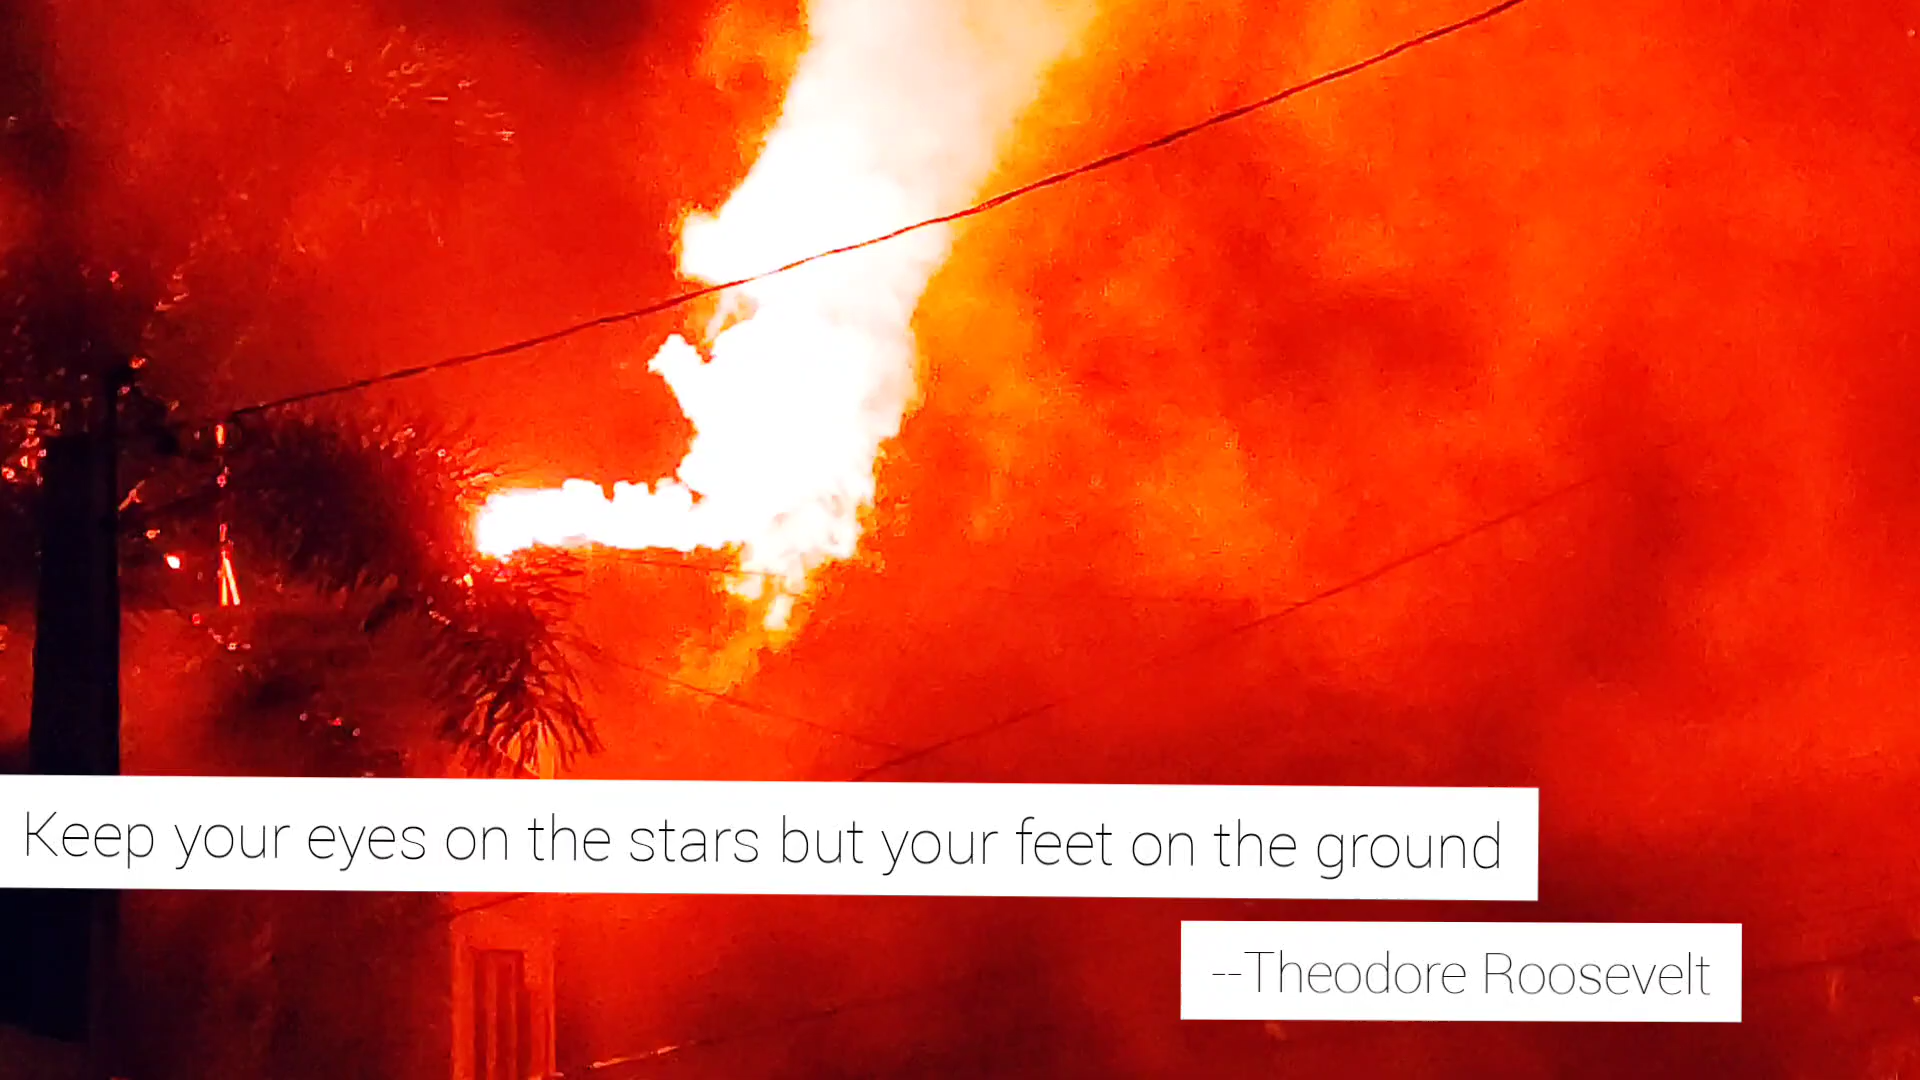 Keep your eyes on the stars but your feet on the ground
--Theodore Roosevelt